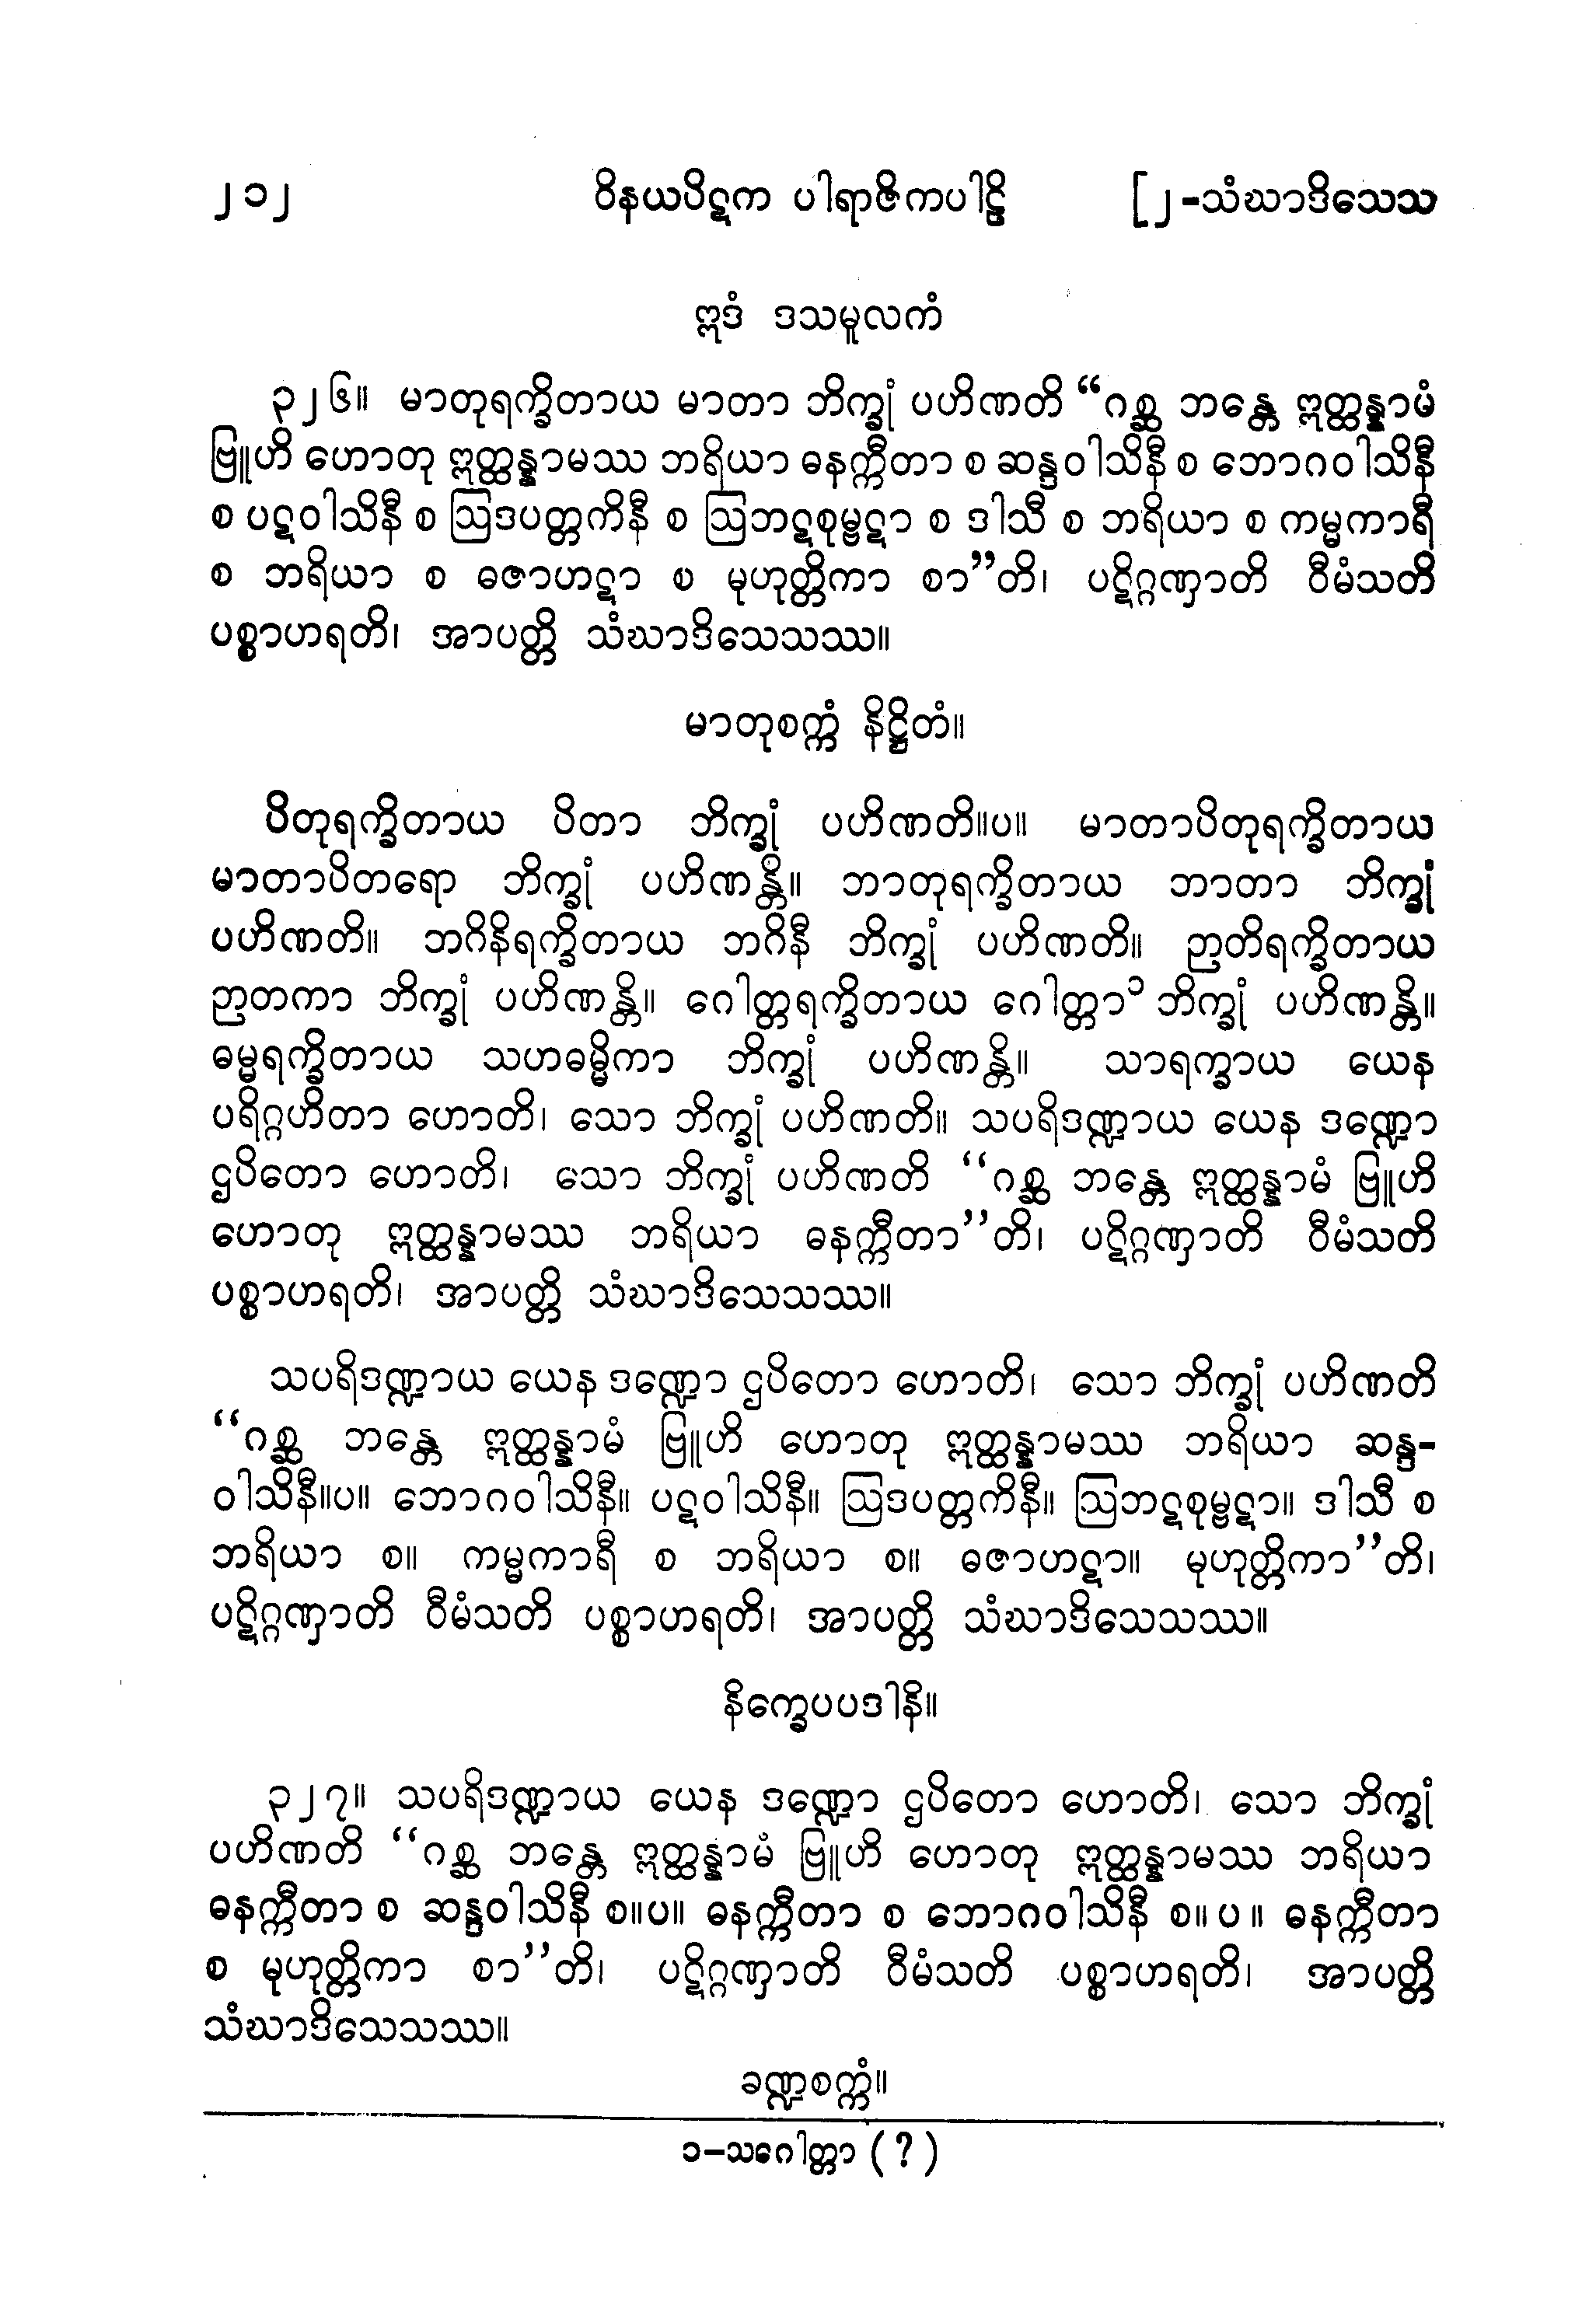 ၂၁၂ ဝိနယပိဋက ပါရာဇိကပါဠိ [၂-သံဃာဒိသေသ
ဣဒံ ဒသမူလကံ
၃၂၆။ မာတုရက္ခိတာယ မာတာ ဘိက္ခုံ ပဟိဏတိ “ဂစ္ဆ ဘန္တေ ဣတ္ထန္နာမံ
ဗြူဟိ ဟောတု ဣတ္ထန္နာမဿ ဘရိယာ ဓနက္ကီတာ စ ဆန္ဒဝါသိနီ စ ဘောဂဝါသိနီ
စ ပဋဝါသိနီ စ ဩဒပတ္တကိနီ စ ဩဘဋစုမ္ဗဋာ စ ဒါသီ စ ဘရိယာ စ ကမ္မကာရီ
စ ဘရိယာ စ ဓဇာဟဋာ စ မုဟုတ္တိကာ စာ”တိ၊ ပဋိဂ္ဂဏှာတိ ဝီမံသတိ
ပစ္စာဟရတိ၊ အာပတ္တိ သံဃာဒိသေသဿ။
မာတုစက္ကံ နိဋ္ဌိတံ။
ပိတုရက္ခိတာယ ပိတာ ဘိက္ခုံ ပဟိဏတိ။ပ။ မာတာပိတုရက္ခိတာယ
မာတာပိတရော ဘိက္ခုံ ပဟိဏန္တိ။ ဘာတုရက္ခိတာယ ဘာတာ ဘိက္ခုံ
ပဟိဏတိ။ ဘဂိနိရက္ခိတာယ ဘဂိနီ ဘိက္ခုံ ပဟိဏတိ။ ဉာတိရက္ခိတာယ
ဉာတကာ ဘိက္ခုံ ပဟိဏန္တိ။ ဂေါတ္တရက္ခိတာယ ဂေါတ္တာ၁ ဘိက္ခုံ ပဟိဏန္တိ။
ဓမ္မရက္ခိတာယ သဟဓမ္မိကာ ဘိက္ခုံ ပဟိဏန္တိ။ သာရက္ခာယ ယေန
ပရိဂ္ဂဟိတာ ဟောတိ၊ သော ဘိက္ခုံ ပဟိဏတိ။ သပရိဒဏ္ဍာယ ယေန ဒဏ္ဍော
ဌပိတော ဟောတိ၊ သော ဘိက္ခုံ ပဟိဏတိ “ဂစ္ဆ ဘန္တေ ဣတ္ထန္နာမံ ဗြူဟိ
ဟောတု ဣတ္ထန္နာမဿ ဘရိယာ ဓနက္ကီတာ”တိ၊ ပဋိဂ္ဂဏှာတိ ဝီမံသတိ
ပစ္စာဟရတိ၊ အာပတ္တိ သံဃာဒိသေသဿ။
သပရိဒဏ္ဍာယ ယေန ဒဏ္ဍော ဌပိတော ဟောတိ၊ သော ဘိက္ခုံ ပဟိဏတိ
“ဂစ္ဆ ဘန္တေ ဣတ္ထန္နာမံ ဗြူဟိ ဟောတု ဣတ္ထန္နာမဿ ဘရိယာ ဆန္ဒ-
ဝါသိနီ။ပ။ ဘောဂဝါသိနီ။ ပဋဝါသိနီ။ ဩဒပတ္တကိနီ။ ဩဘဋစုမ္ဗဋာ။ ဒါသီ စ
ဘရိယာ စ။ ကမ္မကာရီ စ ဘရိယာ စ။ ဓဇာဟဋာ။ မုဟုတ္တိကာ”တိ၊
ပဋိဂ္ဂဏှာတိ ဝီမံသတိ ပစ္စာဟရတိ၊ အာပတ္တိ သံဃာဒိသေသဿ။
နိက္ခေပပဒါနိ။
၃၂၇။ သပရိဒဏ္ဍာယ ယေန ဒဏ္ဍော ဌပိတော ဟောတိ၊ သော ဘိက္ခုံ
ပဟိဏတိ “ဂစ္ဆ ဘန္တေ ဣတ္ထန္နာမံ ဗြူဟိ ဟောတု ဣတ္ထန္နာမဿ ဘရိယာ
ဓနက္ကီတာ စ ဆန္ဒဝါသိနီ စ။ပ။ ဓနက္ကီတာ စ ဘောဂဝါသိနီ စ။ပ။ ဓနက္ကီတာ
စ မုဟုတ္တိကာ စာ”တိ၊ ပဋိဂ္ဂဏှာတိ ဝီမံသတိ ပစ္စာဟရတိ၊ အာပတ္တိ
သံဃာဒိသေသဿ။
ခဏ္ဍစက္ကံ။
၁-သဂေါတ္တာ (?)